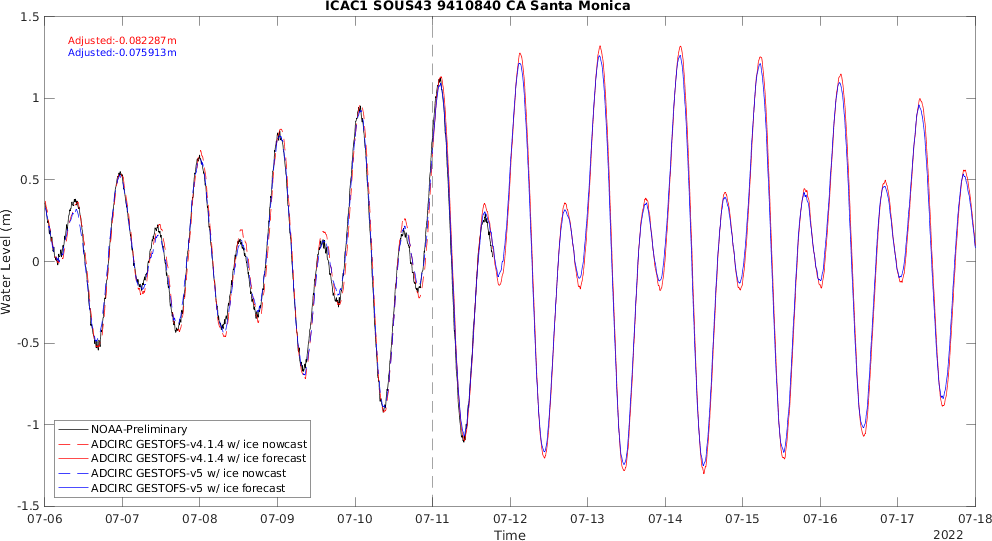 ICAC1 SOUS43 9410840 CA Santa Monica
Adjusted:-0.082287m
Adjusted:-0.075913m
Water Level (m)
1.5
1
0.5
0
-0.5
-1
-1.5
NOAA-Preliminary
ADCIRC GESTOFS-v4.1.4 w/ ice nowcast
ADCIRC GESTOFS-v4.1.4 w/ ice forecast
ADCIRC GESTOFS-v5 w/ ice nowcast
ADCIRC GESTOFS-v5 w/ ice forecast
07-06 07-07 07-08 07-09 07-10 07-11 07-12 07-13 07-14 07-15 07-16 07-17 07-18
Time
2022